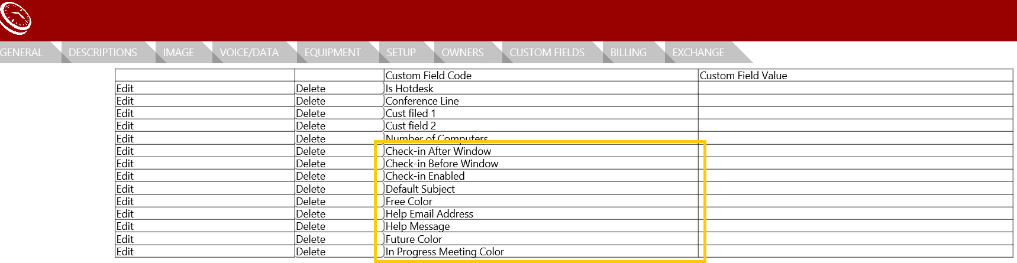 GENERAL DESCRIPTIONS IMAGE VOICE/DATA EQUIPMENT SETUP OWNERS CUSTOM FIELDS BILLING EXCHANGE
Custom Field Code Custom Field Value
Edit Delete Is Hotdesk
Edit Delete Conference Line
Edit Delete Cust filed 1
Edit Delete Cust field 2
Edit Delete Number of Computers
Edit Delete Check-in After Window
Edit Delete Check-in Before Window
Edit Delete Check-in Enabled
Edit Delete Default Subject
Edit Delete Free Color
Edit Delete Help Email Address
Edit Delete Help Message
Edit Delete Future Color
Edit Delete In Progress Meeting Color